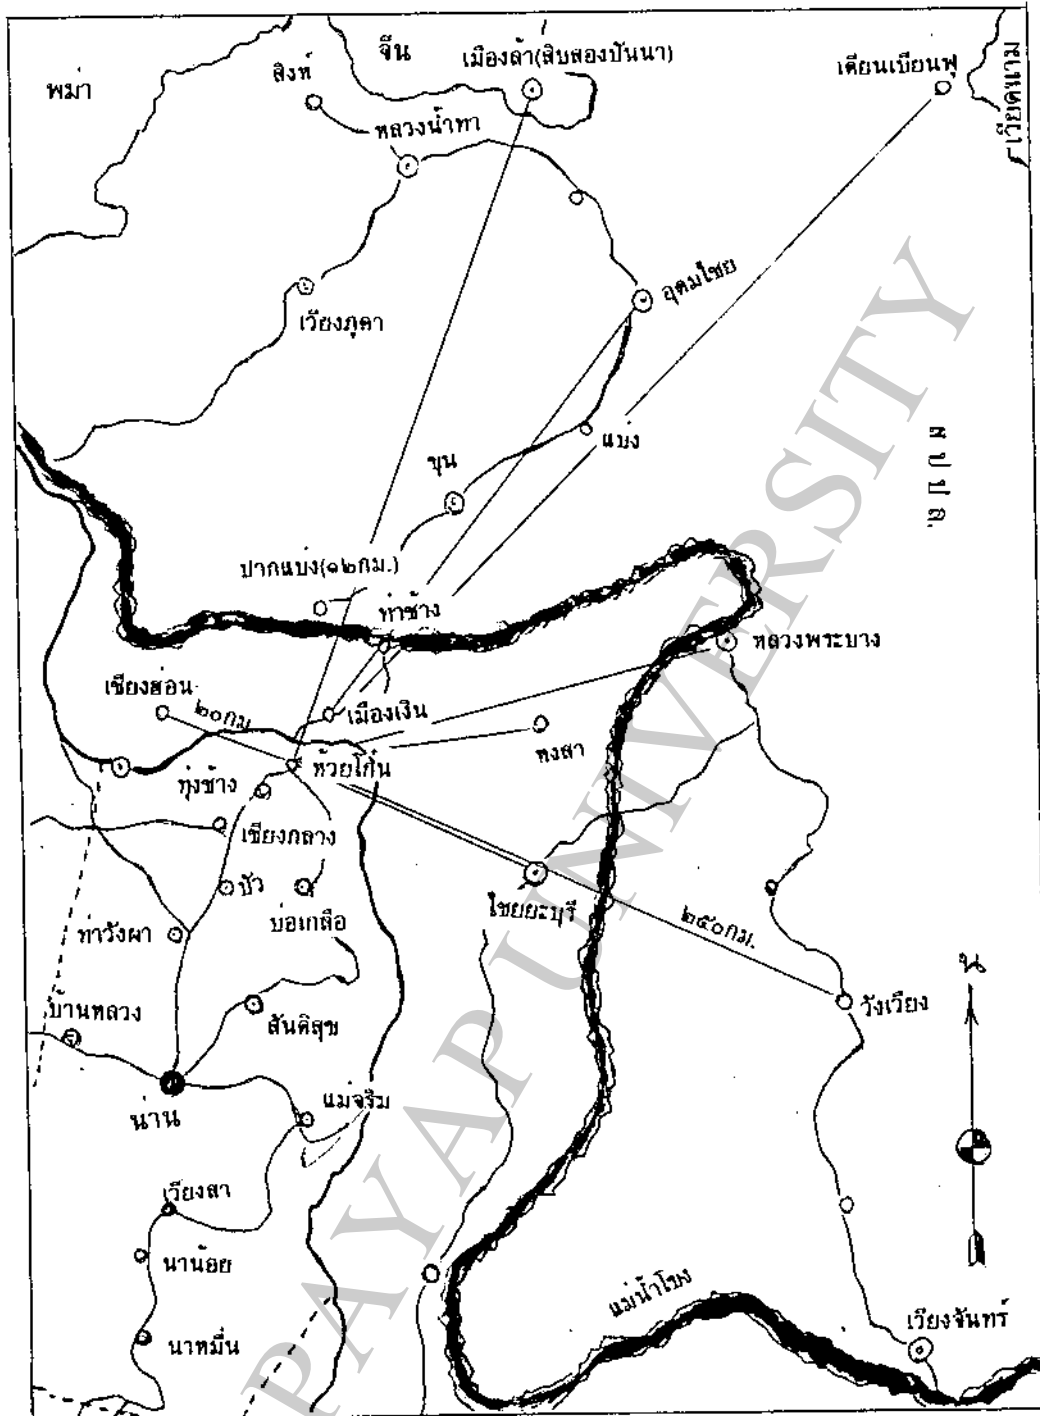 พม่า
จีน
สิงห์
เมืองล้า(สิบสองปันนา)
เดียนเบียนฟู
เวียดนาม
หลวงน้ำทา
เวียงภูคา
อุดมไชย
แบ่ง
ขุน
ส ป ป ล.
ปากแบ่ง(๑๒กม.)
ท่าช้าง
หลวงพระบาง
เชียงฮ่อน
๒๐กม
เมืองเงิน
หงสา
ห้วยโก๋น
ทุ่งช้าง
เชียงกลาง
ปัว
บ่อเกลือ
ไชยยะบุรี
๒๕๐กม.
ท่าวังผา
บ้านหลวง
สันติสุข
วังเวียง
น
น่าน
แม่จริม
เวียงสา
นาน้อย
นาหมื่น
แม่น้ำโขง
เวียงจันทร์
PAYAP UNIVERSITY